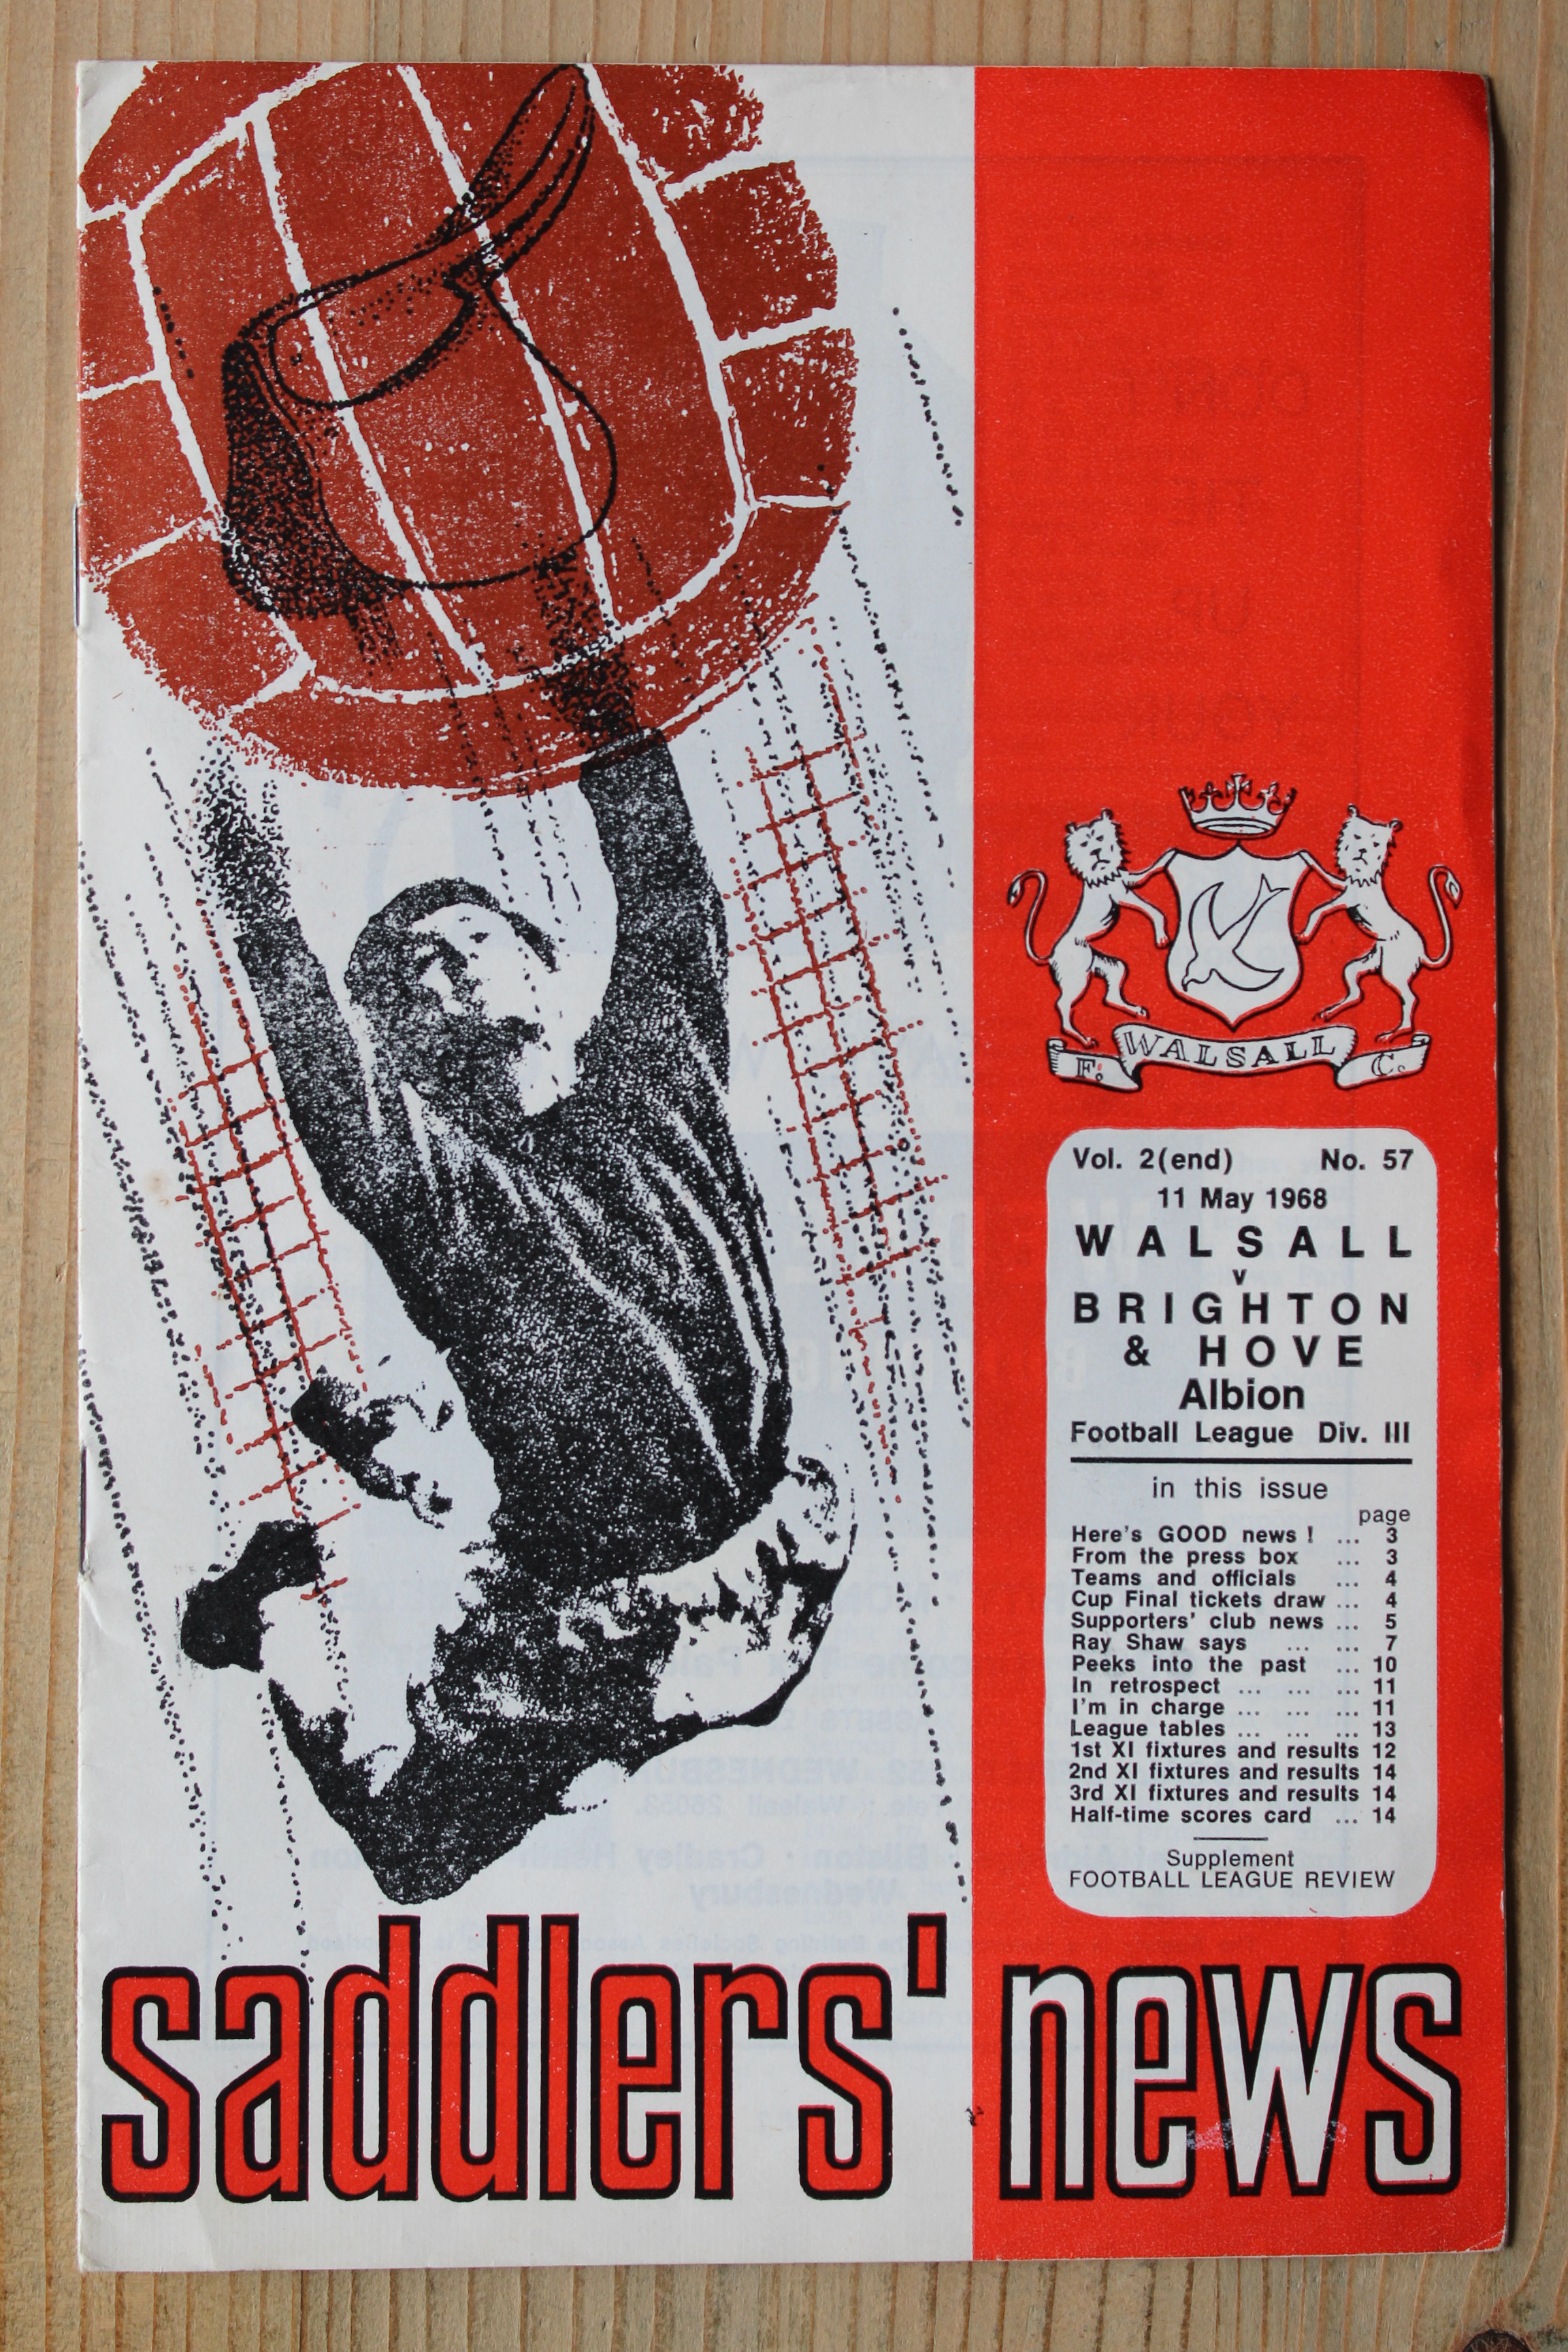 F. WALSALL C.
Vol. 2(end) No. 57
11 May 1968
WALSALL
v
BRIGHTON
& HOVE
Albion
Football League Div. III
in this issue
page
Here's GOOD news ! ... 3
From the press box ... 3
Teams and officials ... 4
Cup Final tickets draw ... 4
Supporters' club news ... 5
Ray Shaw says ... ... 7
Peeks into the past ... 10
In retrospect ... ... ... 11
I'm in charge ... ... ... 11
League tables ... ... ... 13
1st XI fixtures and results 12
2nd XI fixtures and results 14
3rd XI fixtures and results 14
Half-time scores card ... 14
Supplement
FOOTBALL LEAGUE REVIEW
saddlers' news